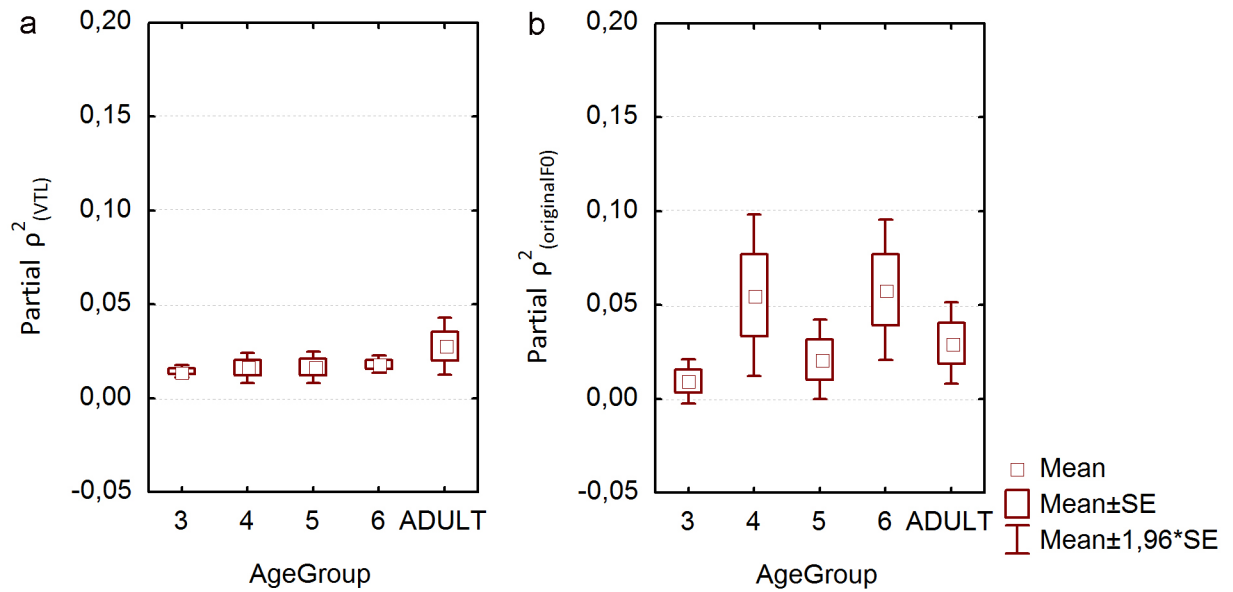 a
0,20
0,15
0,10
0,05
0,00
-0,05
Partial ρ²(VTL)
3 4 5 6 ADULT
AgeGroup
b
0,20
0,15
0,10
0,05
0,00
-0,05
Partial ρ²(originalF0)
3 4 5 6 ADULT
AgeGroup
Mean
Mean±SE
Mean±1,96*SE